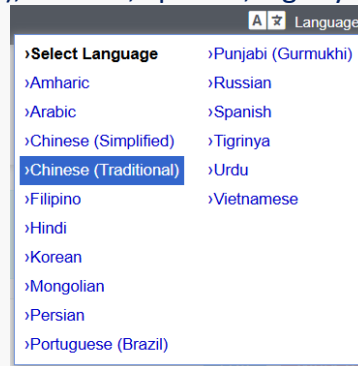 A Language
›Select Language
›Amharic
›Arabic
›Chinese (Simplified)
›Chinese (Traditional)
›Filipino
›Hindi
›Korean
›Mongolian
›Persian
›Portuguese (Brazil)
›Punjabi (Gurmukhi)
›Russian
›Spanish
›Tigrinya
›Urdu
›Vietnamese